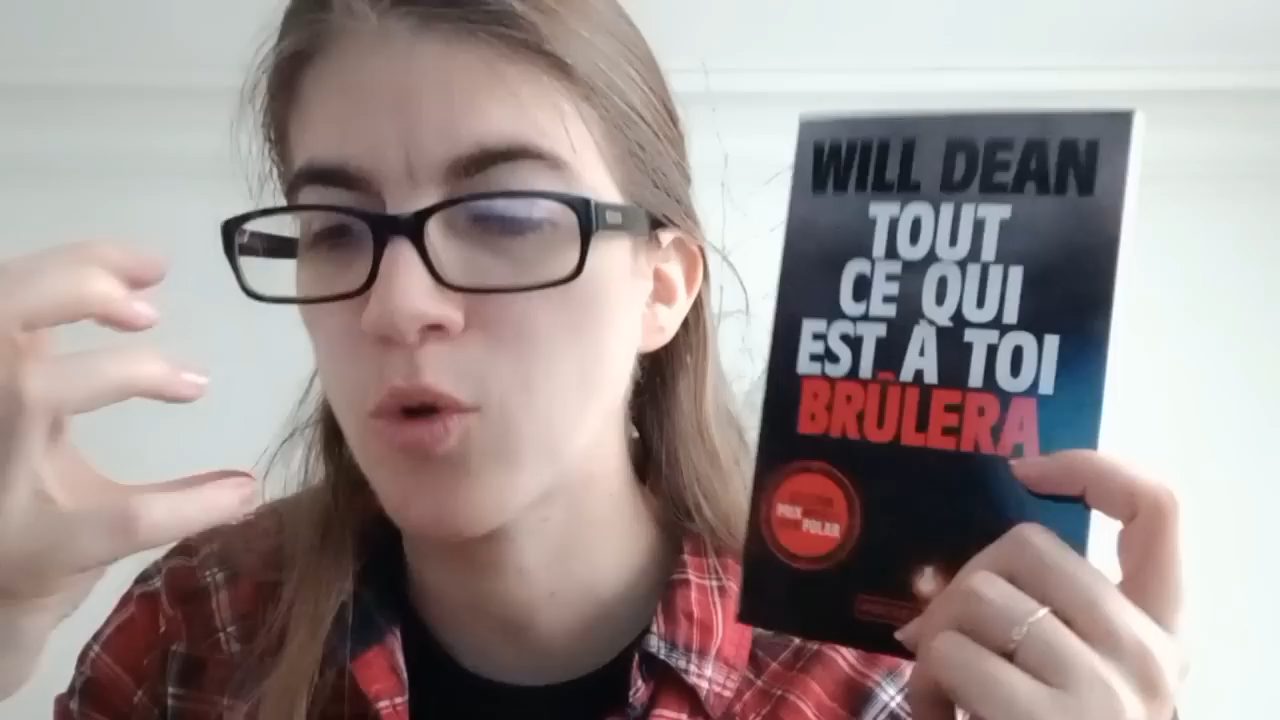 WILL DEAN
TOUT
CE QUI
EST À TOI
BRÛLERA
PRIX
POLAR